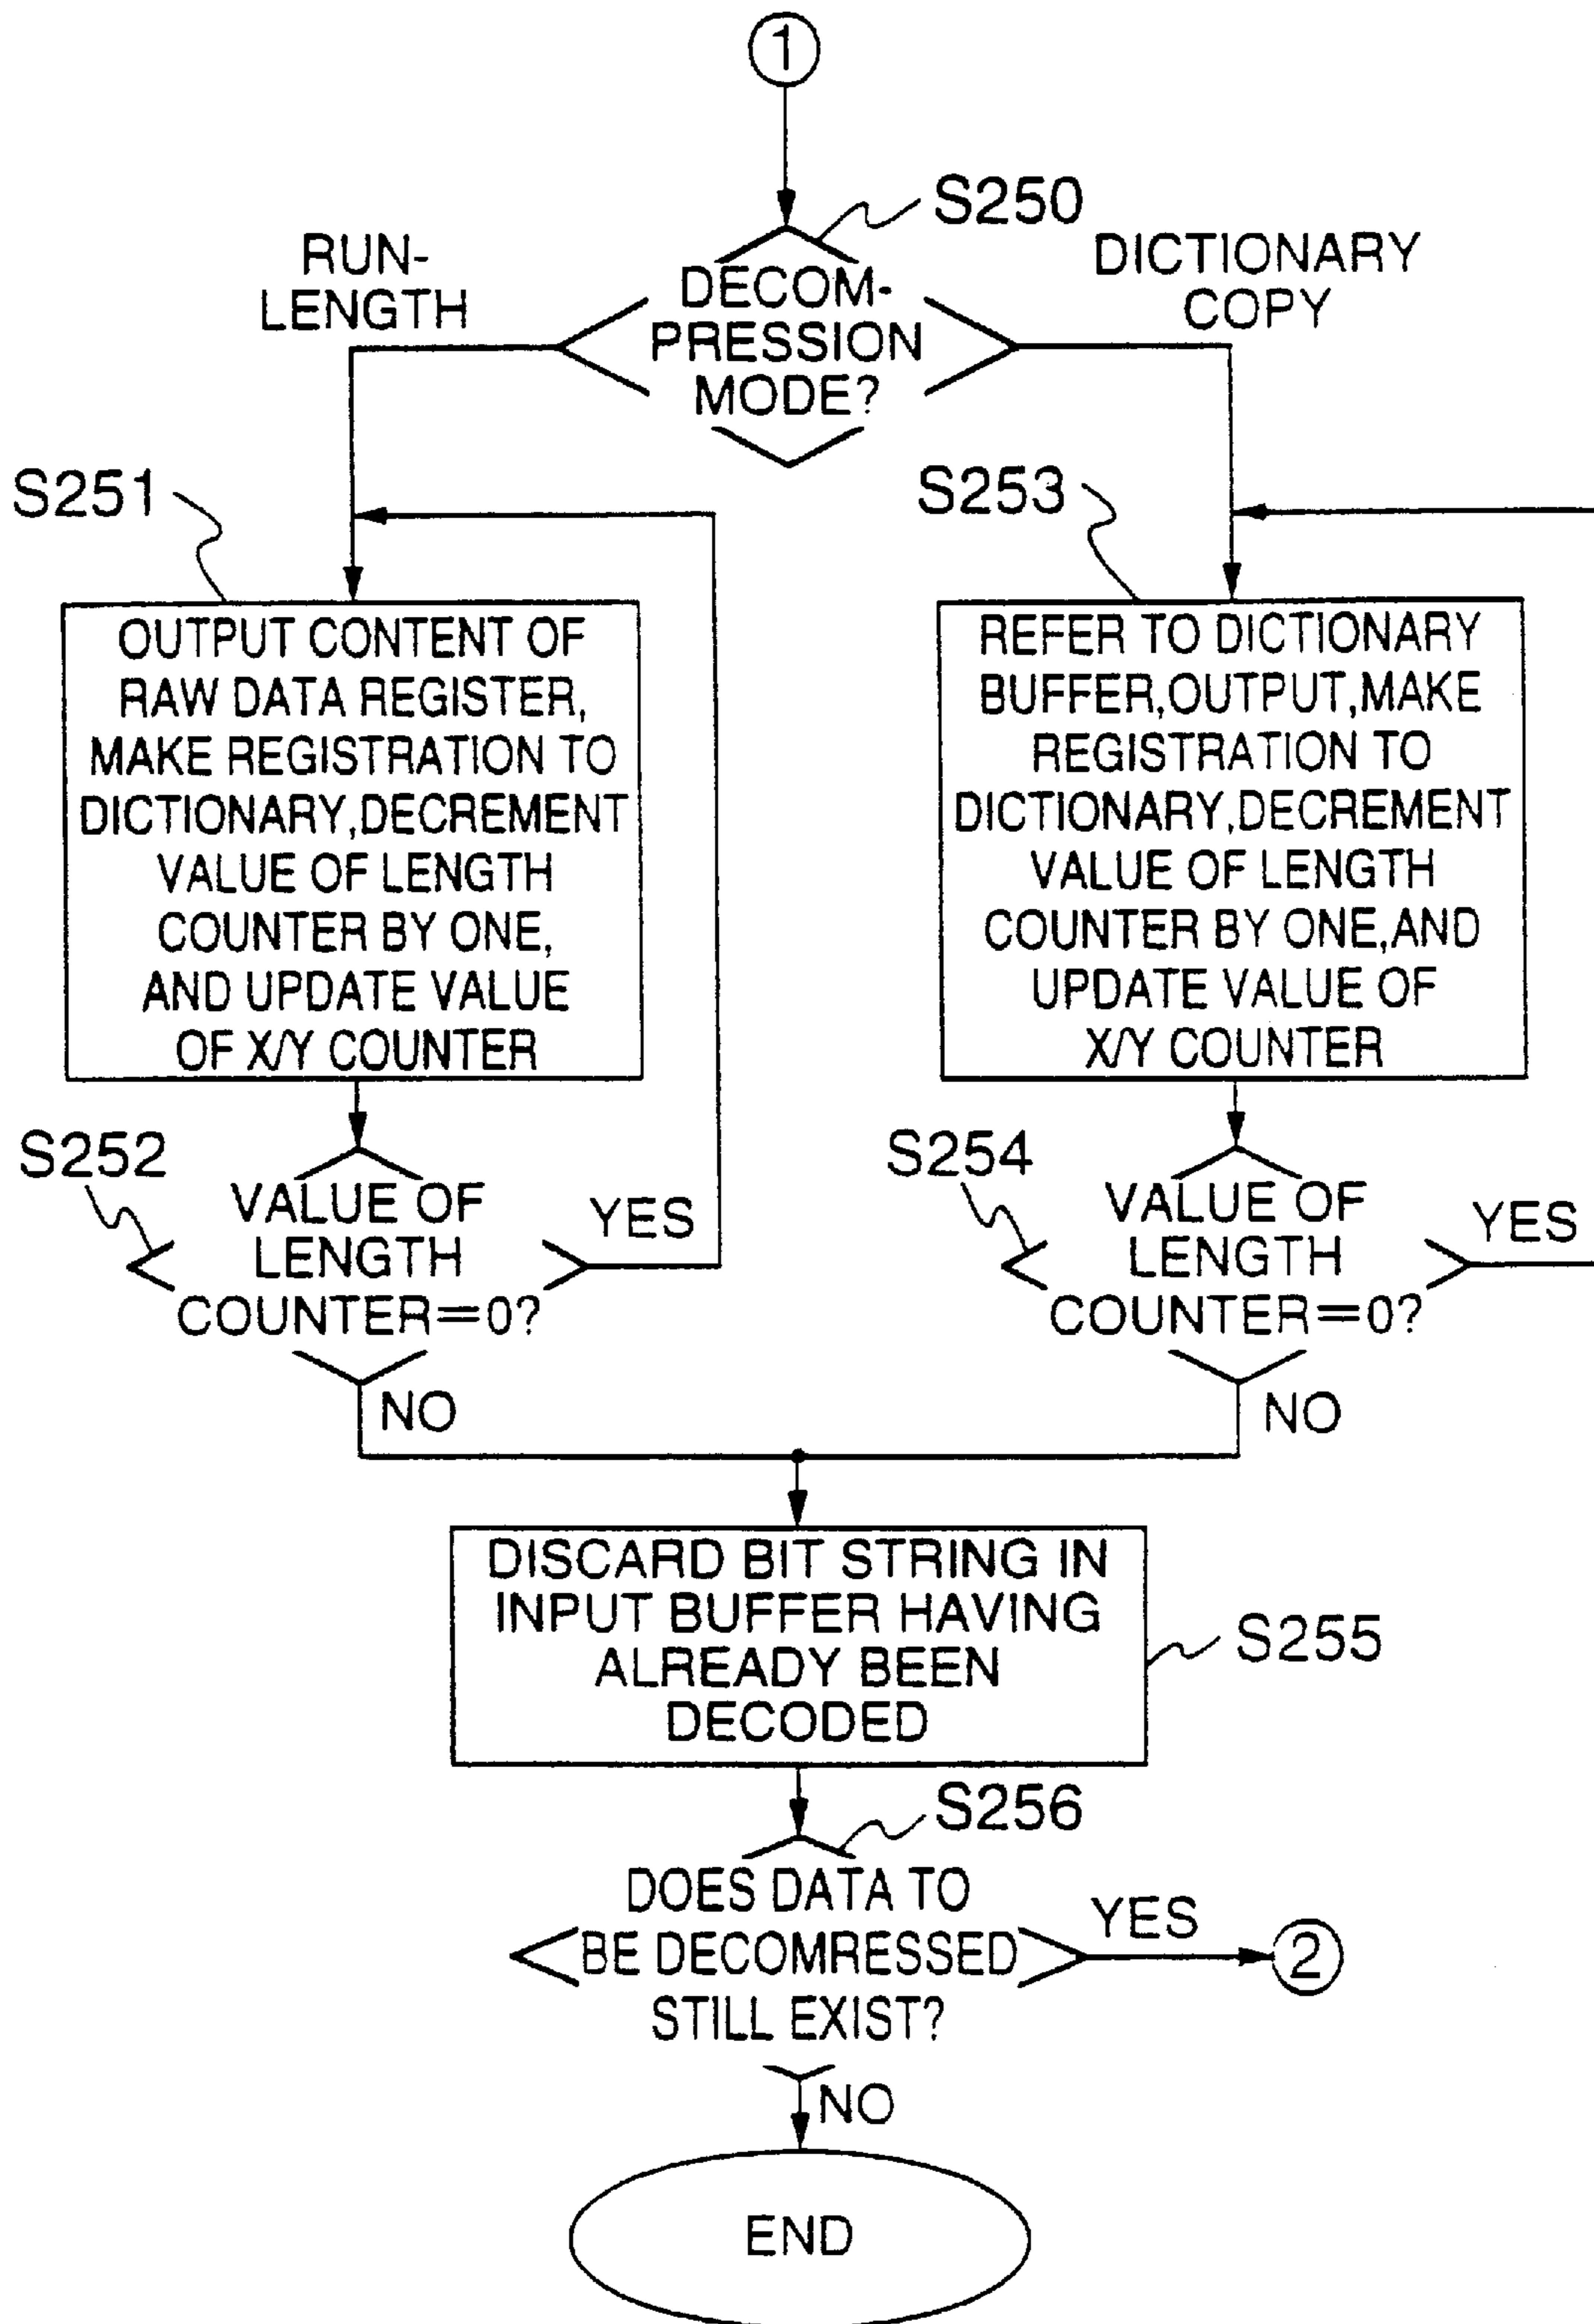 1
S250
RUN-
LENGTH
DECOM-
PRESSION
MODE?
DICTIONARY
COPY
S251
S253
OUTPUT CONTENT OF
RAW DATA REGISTER,
MAKE REGISTRATION TO
DICTIONARY,DECREMENT
VALUE OF LENGTH
COUNTER BY ONE,
AND UPDATE VALUE
OF X/Y COUNTER
REFER TO DICTIONARY
BUFFER,OUTPUT,MAKE
REGISTRATION TO
DICTIONARY,DECREMENT
VALUE OF LENGTH
COUNTER BY ONE,AND
UPDATE VALUE OF
X/Y COUNTER
S252
VALUE OF
LENGTH
COUNTER=0?
YES
NO
S254
VALUE OF
LENGTH
COUNTER=0?
YES
NO
DISCARD BIT STRING IN
INPUT BUFFER HAVING
ALREADY BEEN
DECODED
S255
S256
DOES DATA TO
BE DECOMRESSED
STILL EXIST?
YES
2
NO
END